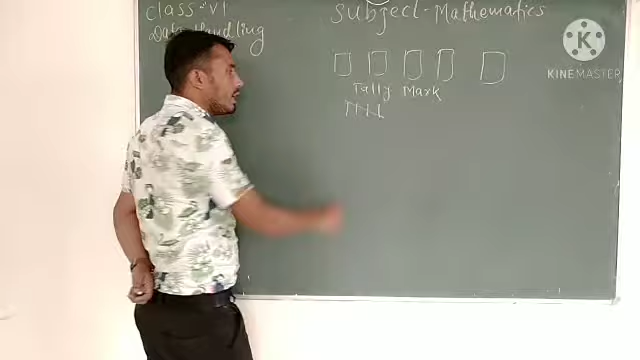 Class:-VI
Subject-Mathematics
Data Handling
Tally Mark
K
KINEMASTER